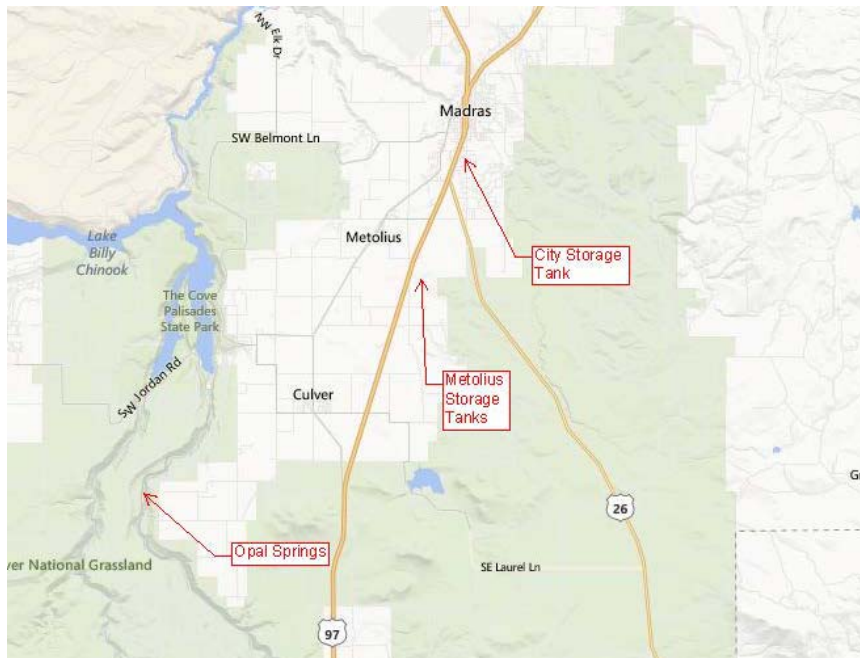 NW Elk Dr
Madras
SW Belmont Ln
Metolius
City Storage
Tank
Lake
Billy
Chinook
The Cove
Palisades
State Park
SW Jordan Rd
Metolius
Storage
Tanks
Culver
26
Opal Springs
ver National Grassland
SE Laurel Ln
97